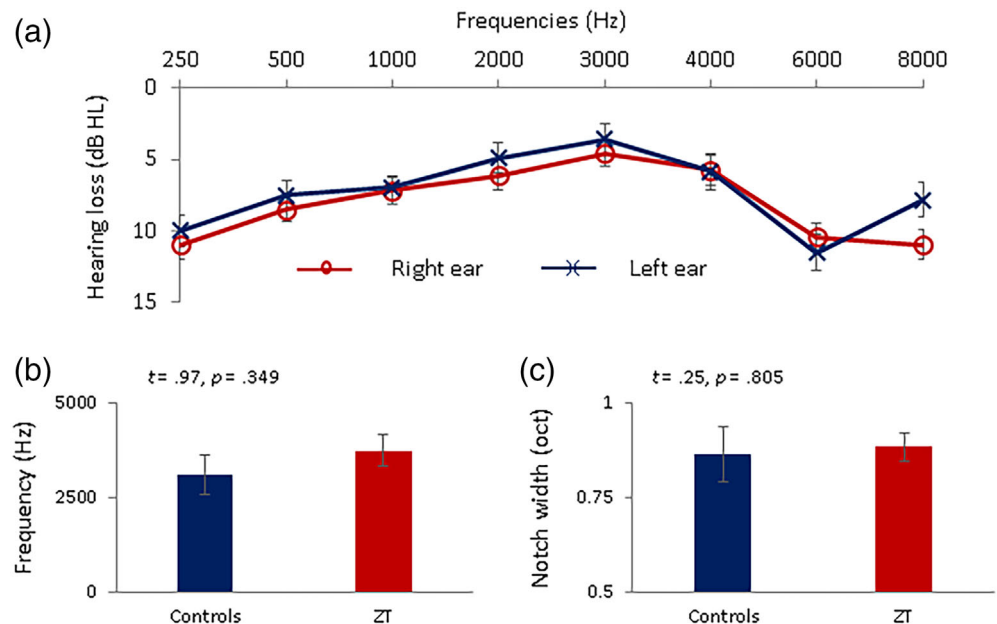 (a)
Frequencies (Hz)
250 500 1000 2000 3000 4000 6000 8000
Hearing loss (dB HL)
0
5
10
15
Right ear Left ear
(b)
t= .97, p= .349
Frequency (Hz)
5000
2500
0
Controls ZT
(c)
t= .25, p= .805
Notch width (oct)
1
0.75
0.5
Controls ZT